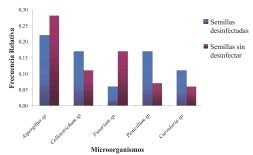 Frecuencia Relativa
0,30
0,25
0,20
0,15
0,10
0,05
0,00
Aspergillus sp
Colletotrichum sp
Fusarium sp
Penicillium sp
Curvularia sp
Microorganismos
Semillas
desinfectadas
Semillas sin
desinfectar